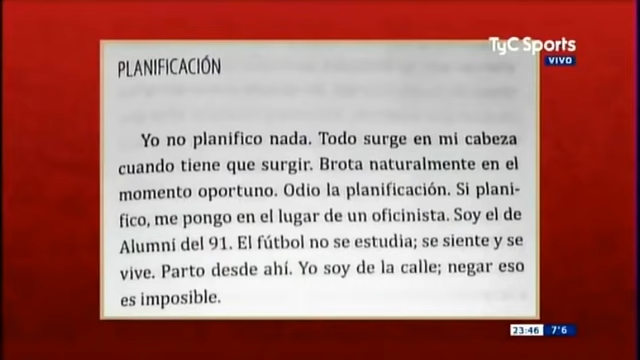 TyC Sports
VIVO
PLANIFICACIÓN
Yo no planifico nada. Todo surge en mi cabeza
cuando tiene que surgir. Brota naturalmente en el
momento oportuno. Odio la planificación. Si plani-
fico, me pongo en el lugar de un oficinista. Soy el de
Alumni del 91. El fútbol no se estudia; se siente y se
vive. Parto desde ahí. Yo soy de la calle; negar eso
es imposible.
23:46 7°6